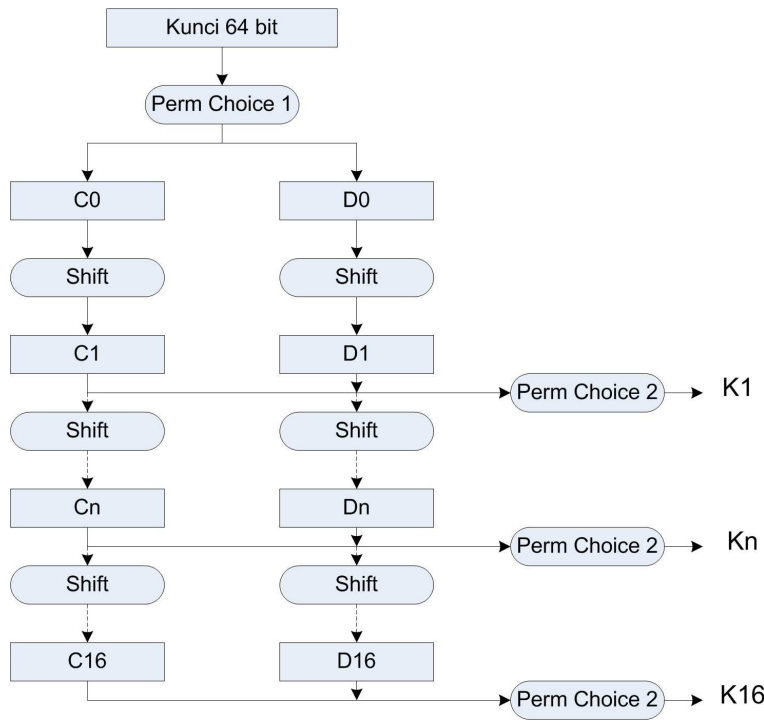 Kunci 64 bit
Perm Choice 1
C0 D0
Shift Shift
C1 D1
Perm Choice 2 K1
Shift Shift
Cn Dn
Perm Choice 2 Kn
Shift Shift
C16 D16
Perm Choice 2 K16